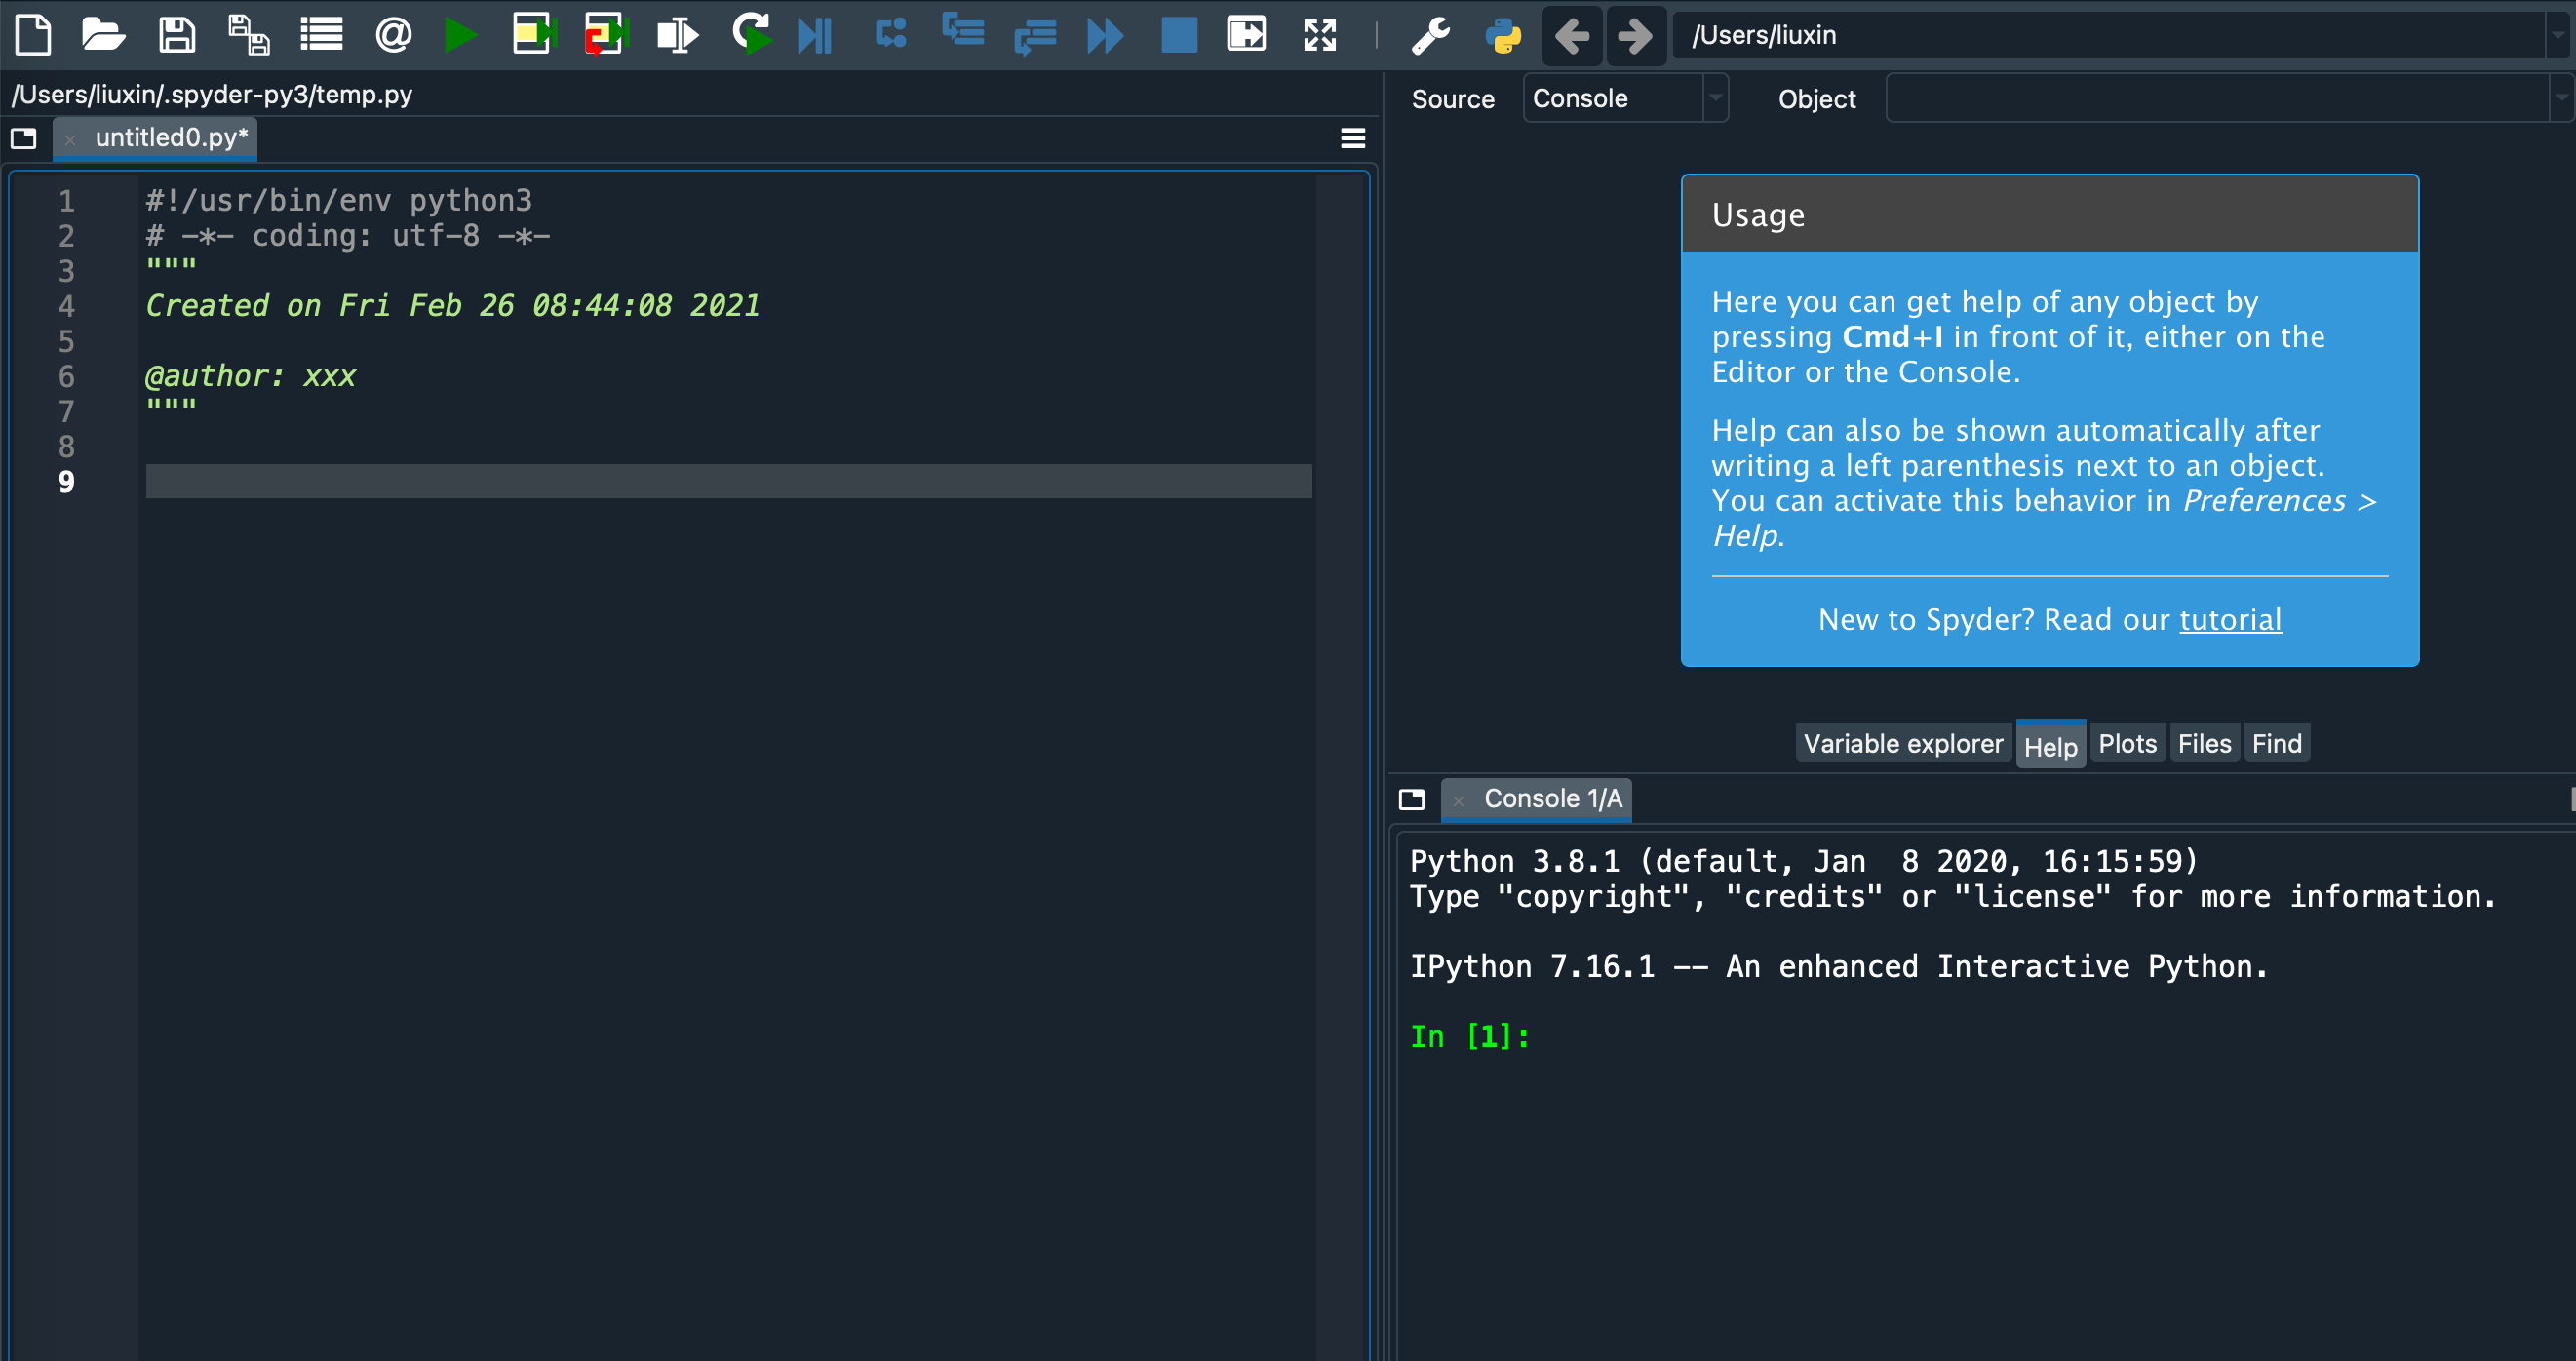 /Users/liuxin
/Users/liuxin/.spyder-py3/temp.py
untitled0.py*
1 #!/usr/bin/env python3
2 # -*- coding: utf-8 -*-
3 """
4 Created on Fri Feb 26 08:44:08 2021
5
6 @author: xxx
7 """
8
9
Source Console Object
Usage
Here you can get help of any object by
pressing Cmd+I in front of it, either on the
Editor or the Console.
Help can also be shown automatically after
writing a left parenthesis next to an object.
You can activate this behavior in Preferences >
Help.
New to Spyder? Read our tutorial
Variable explorer Help Plots Files Find
Console 1/A
Python 3.8.1 (default, Jan  8 2020, 16:15:59)
Type "copyright", "credits" or "license" for more information.
IPython 7.16.1 -- An enhanced Interactive Python.
In [1]: